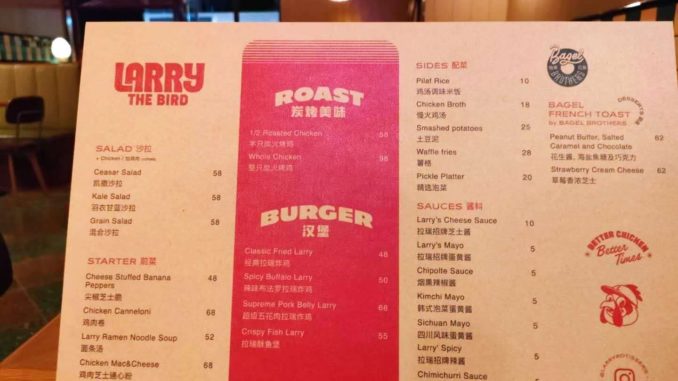 LARRY
THE BIRD
SALAD 沙拉
Ceasar Salad 58
凯撒沙拉
Kale Salad 58
羽衣甘蓝沙拉
Grain Salad 58
混合沙拉
STARTER 前菜
Cheese Stuffed Banana 48
Peppers
尖椒芝士脆
Chicken Canneloni 68
鸡肉卷
Larry Ramen Noodle Soup 52
面条汤
Chicken Mac&Cheese 68
鸡肉芝士通心粉
ROAST
炭烤美味
1/2 Roasted Chicken 58
半只炭火烤鸡
Whole Chicken 98
整只炭火烤鸡
BURGER
汉堡
Classic Fried Larry 48
经典拉瑞炸鸡
Spicy Buffalo Larry 50
辣味布法罗拉瑞炸鸡
Supreme Pork Belly Larry 68
超级五花肉拉瑞炸鸡
Crispy Fish Larry 55
拉瑞酥鱼堡
SIDES 配菜
Pilaf Rice 10
鸡汤调味米饭
Chicken Broth 18
慢火鸡汤
Smashed potatoes 25
土豆泥
Waffle fries 28
薯格
Pickle Platter 20
精选泡菜
SAUCES 酱料
Larry's Cheese Sauce 10
拉瑞招牌芝士酱
Larry's Mayo 5
拉瑞招牌蛋黄酱
Chipotle Sauce 5
烟熏辣椒酱
Kimchi Mayo 5
韩式泡菜蛋黄酱
Sichuan Mayo 5
四川风味蛋黄酱
Larry' Spicy 5
拉瑞招牌辣酱
Chimichurri Sauce 5
The
Bagel
BROTHERS
DESSERTS
BAGEL
FRENCH TOAST
by BAGEL BROTHERS
Peanut Butter, Salted 62
Caramel and Chocolate
花生酱, 海盐焦糖及巧克力
Strawberry Cream Cheese 62
草莓香浓芝士
BETTER CHICKEN
Better
Times